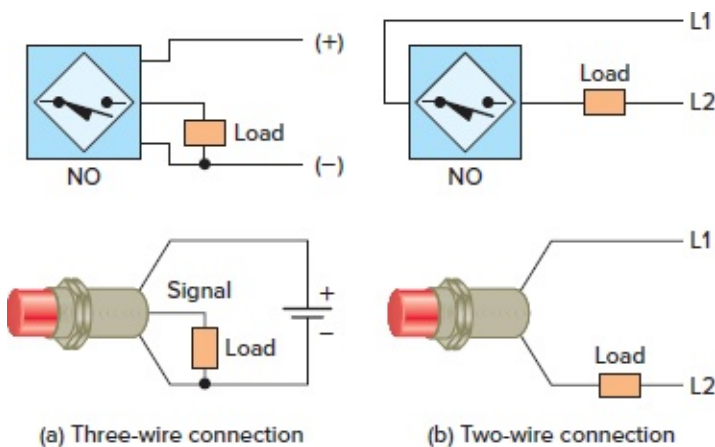 (+)
Load
(−)
NO
L1
Load
L2
NO
Signal
+
−
Load
(a) Three-wire connection
L1
Load
L2
(b) Two-wire connection